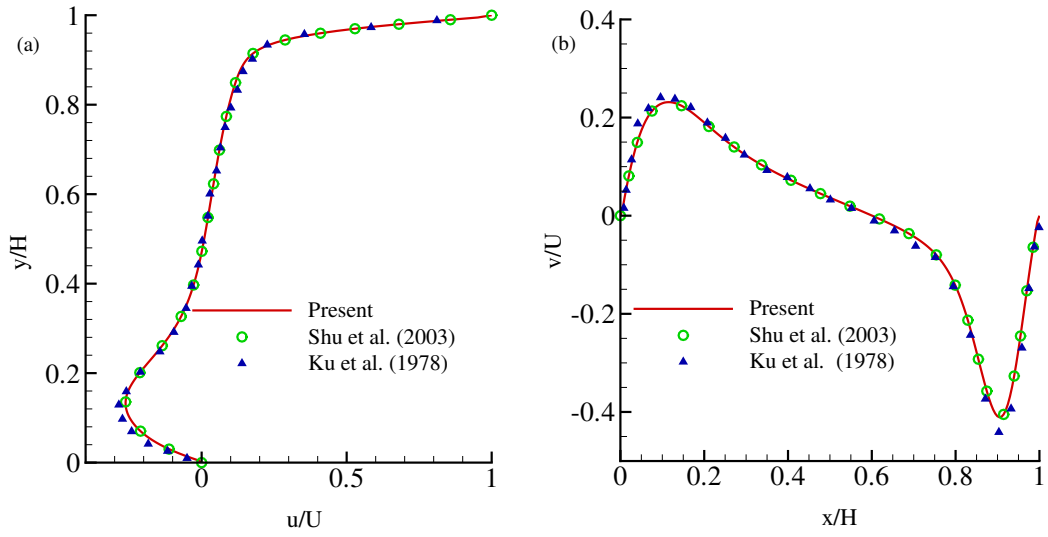 (a)
1
0.8
0.6
0.4
0.2
0
y/H
0
0.5
1
u/U
Present
Shu et al. (2003)
Ku et al. (1978)
(b)
0.4
0.2
0
-0.2
-0.4
v/U
0
0.2
0.4
0.6
0.8
1
x/H
Present
Shu et al. (2003)
Ku et al. (1978)